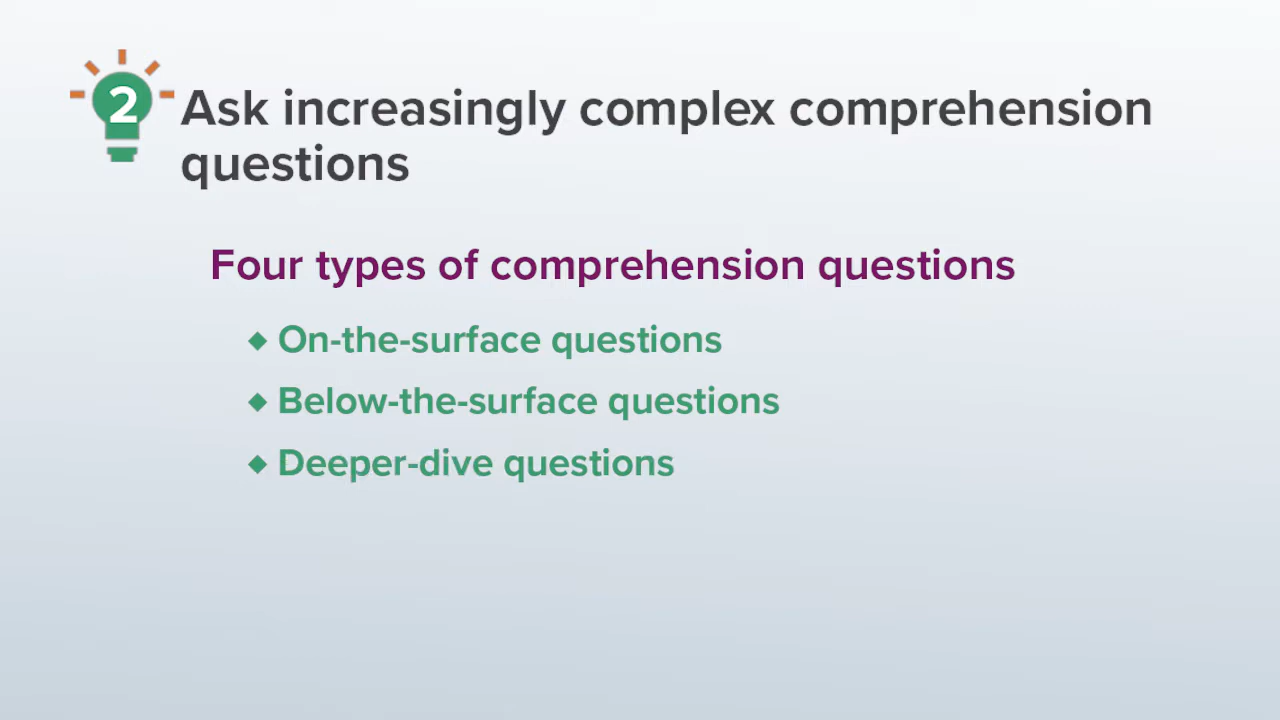 2
Ask increasingly complex comprehension
questions
Four types of comprehension questions
◆ On-the-surface questions
◆ Below-the-surface questions
◆ Deeper-dive questions